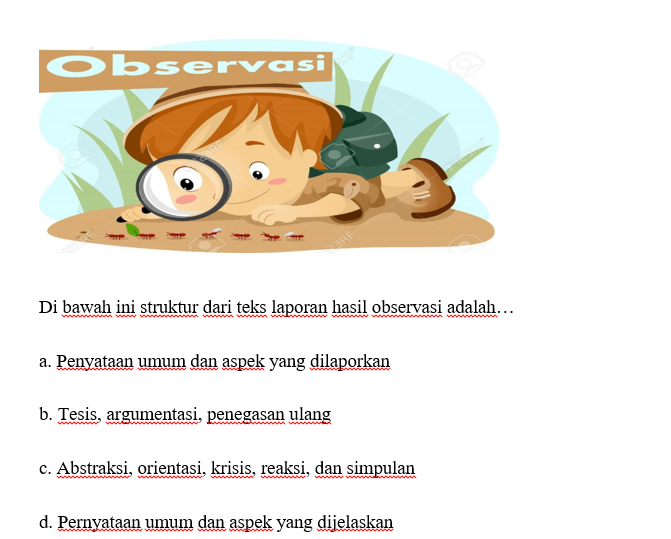 Observasi
Di bawah ini struktur dari teks laporan hasil observasi adalah…
a. Penyataan umum dan aspek yang dilaporkan
b. Tesis, argumentasi, penegasan ulang
c. Abstraksi, orientasi, krisis, reaksi, dan simpulan
d. Pernyataan umum dan aspek yang dijelaskan